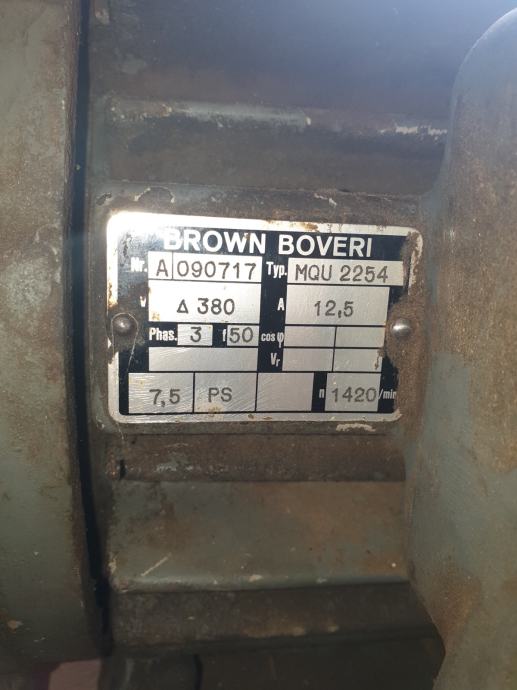 BROWN BOVERI
Nr. A 090717 Typ. MQU 2254
V Δ 380 A 12,5
Phas. 3 f 50 cos φ
Vr
7,5 PS n 1420 /min